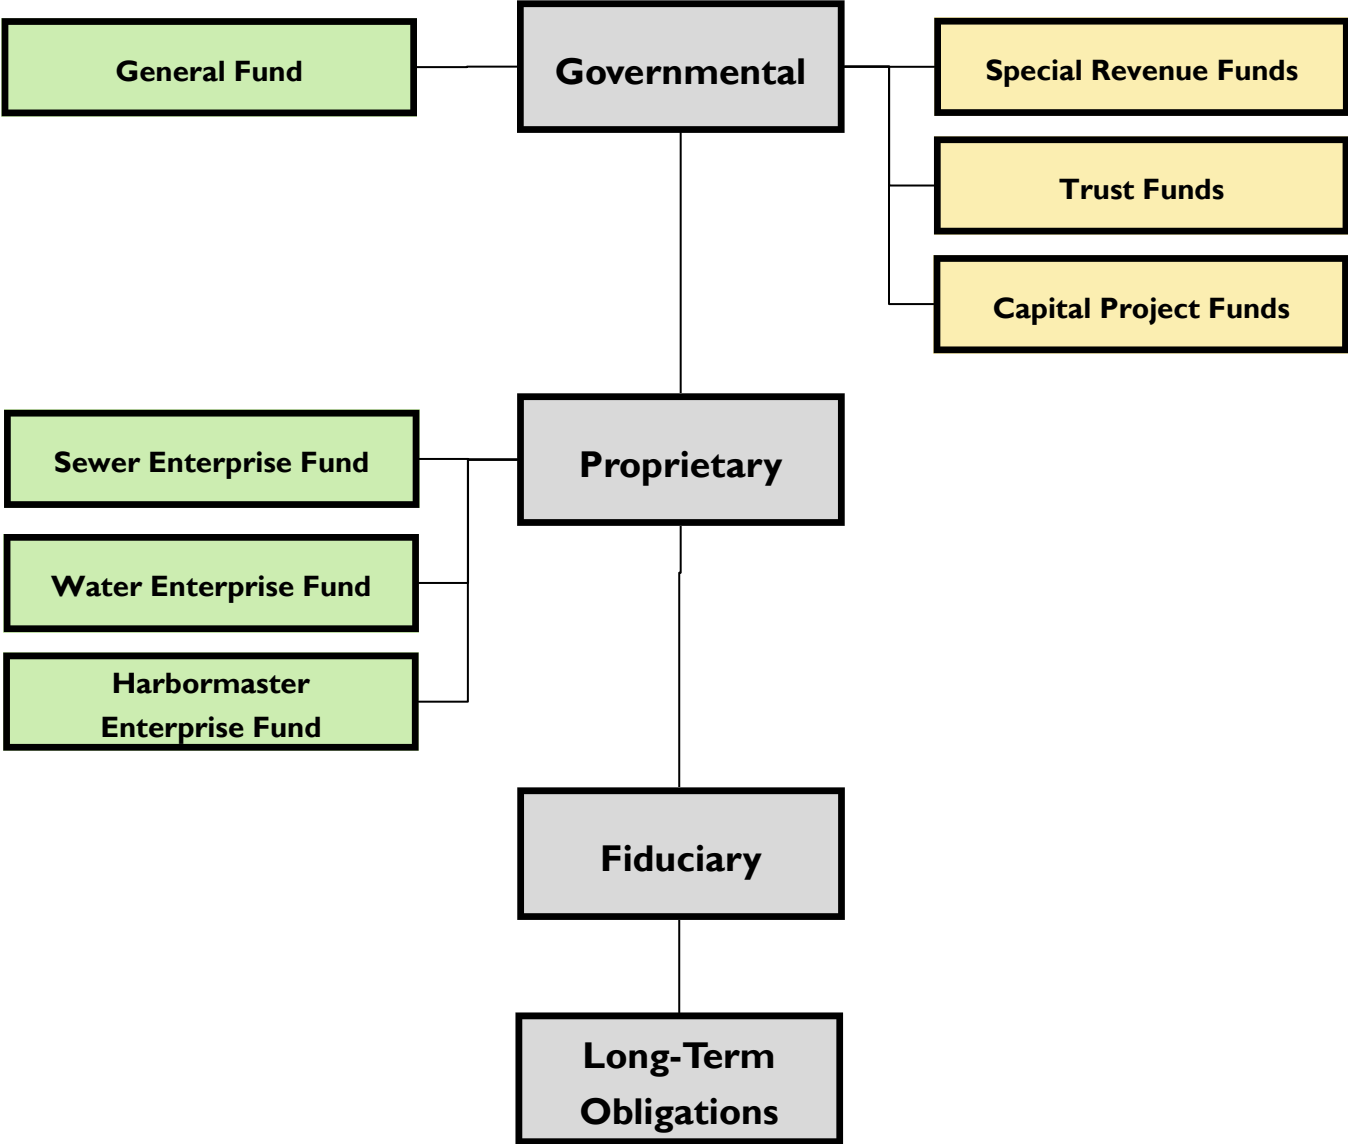 General Fund
Governmental
Special Revenue Funds
Trust Funds
Capital Project Funds
Sewer Enterprise Fund
Proprietary
Water Enterprise Fund
Harbormaster
Enterprise Fund
Fiduciary
Long-Term
Obligations